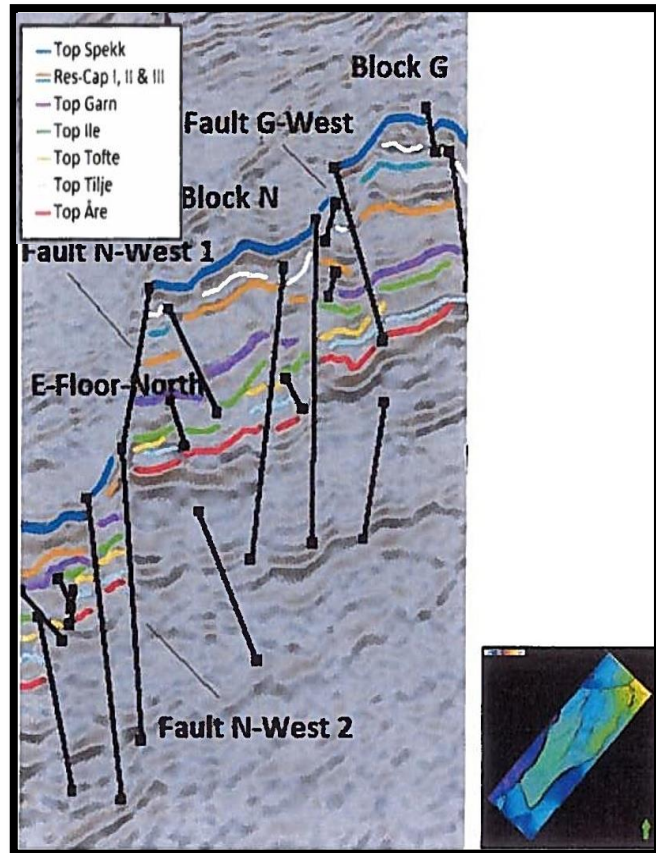 Top Spekk
Res-Cap I, II & III
Top Garn
Top Ile
Top Tofte
Top Tilje
Top Åre
Block G
Fault G-West
Block N
Fault N-West 1
E-Floor-North
Fault N-West 2